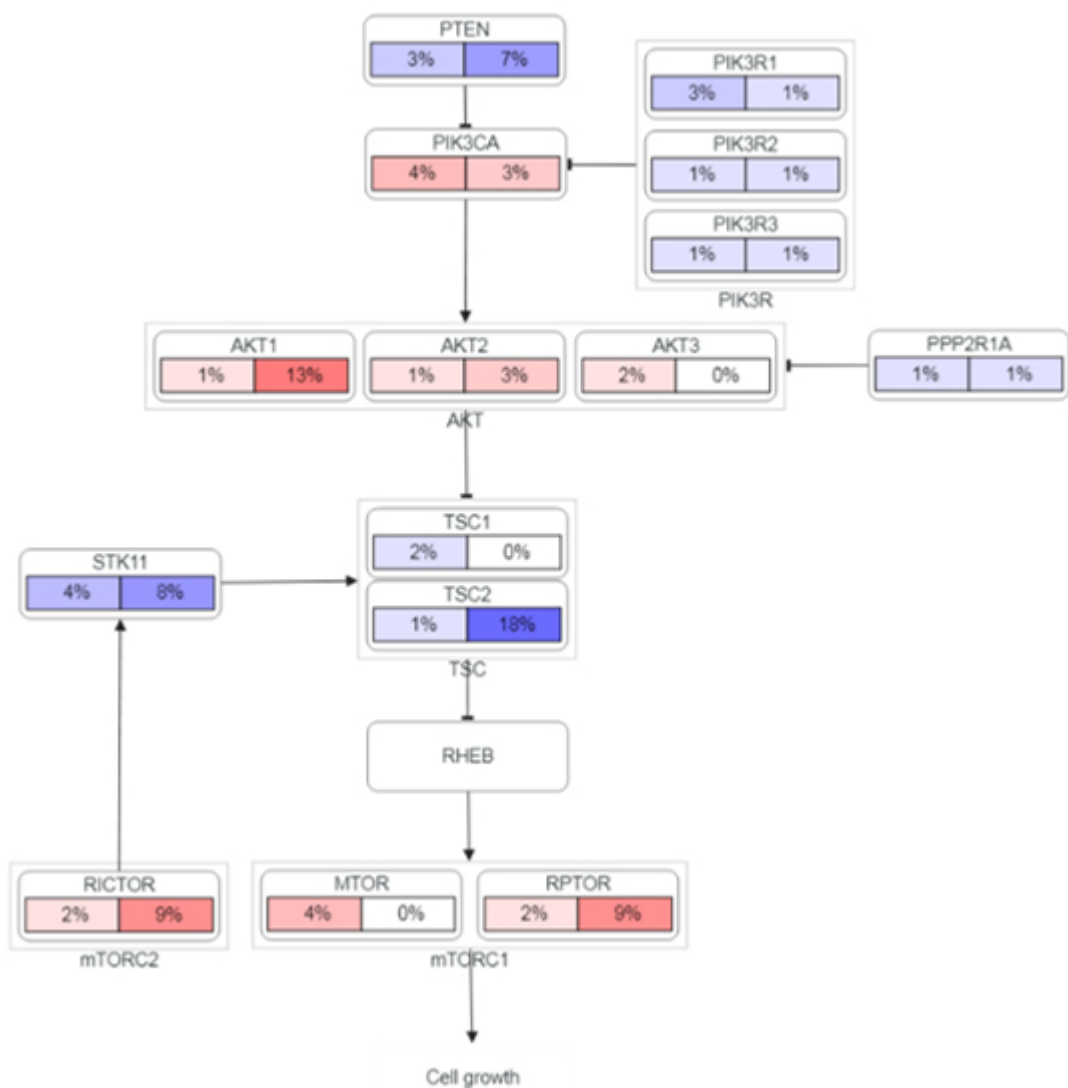 PTEN
3% 7%
PIK3CA
4% 3%
PIK3R1
3% 1%
PIK3R2
1% 1%
PIK3R3
1% 1%
PIK3R
AKT1 AKT2 AKT3
1% 13% 1% 3% 2% 0%
AKT
PPP2R1A
1% 1%
TSC1
2% 0%
TSC2
1% 18%
TSC
STK11
4% 8%
RHEB
RICTOR
2% 9%
mTORC2
MTOR RPTOR
4% 0% 2% 9%
mTORC1
Cell growth